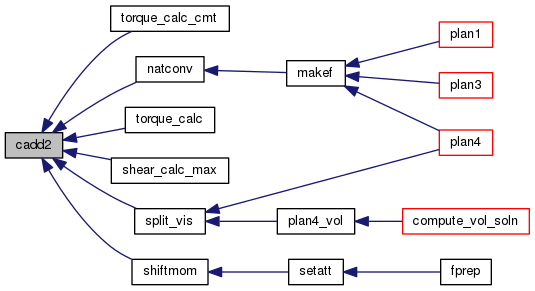 torque_calc_cmt
plan1
natconv
makef
plan3
torque_calc
cadd2
plan4
shear_calc_max
split_vis
plan4_vol
compute_vol_soln
shiftmom
setatt
fprep